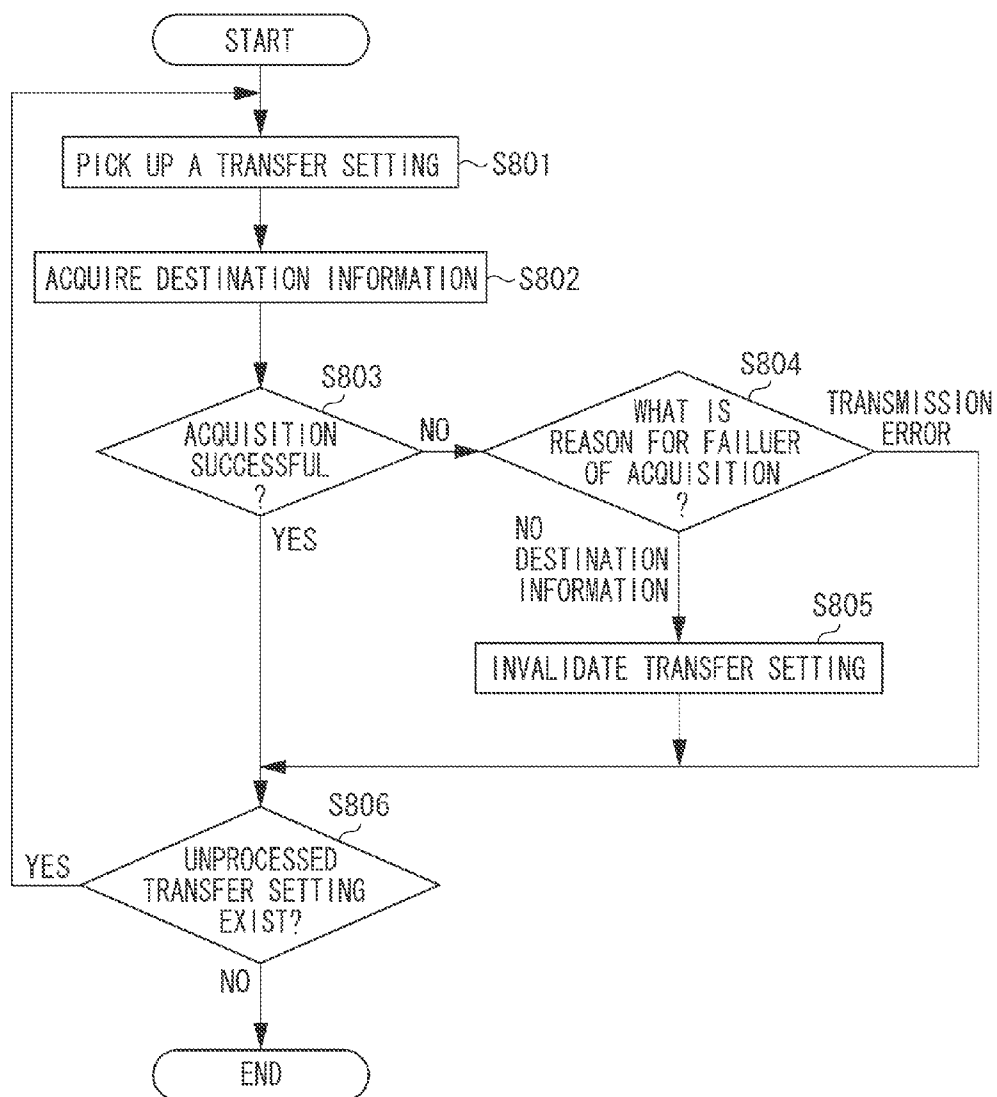 START
PICK UP A TRANSFER SETTING
S801
ACQUIRE DESTINATION INFORMATION
S802
S803
ACQUISITION
SUCCESSFUL
?
NO
YES
S804
WHAT IS
REASON FOR FAILUER
OF ACQUISITION
?
TRANSMISSION
ERROR
NO
DESTINATION
INFORMATION
S805
INVALIDATE TRANSFER SETTING
S806
UNPROCESSED
TRANSFER SETTING
EXIST?
YES
NO
END